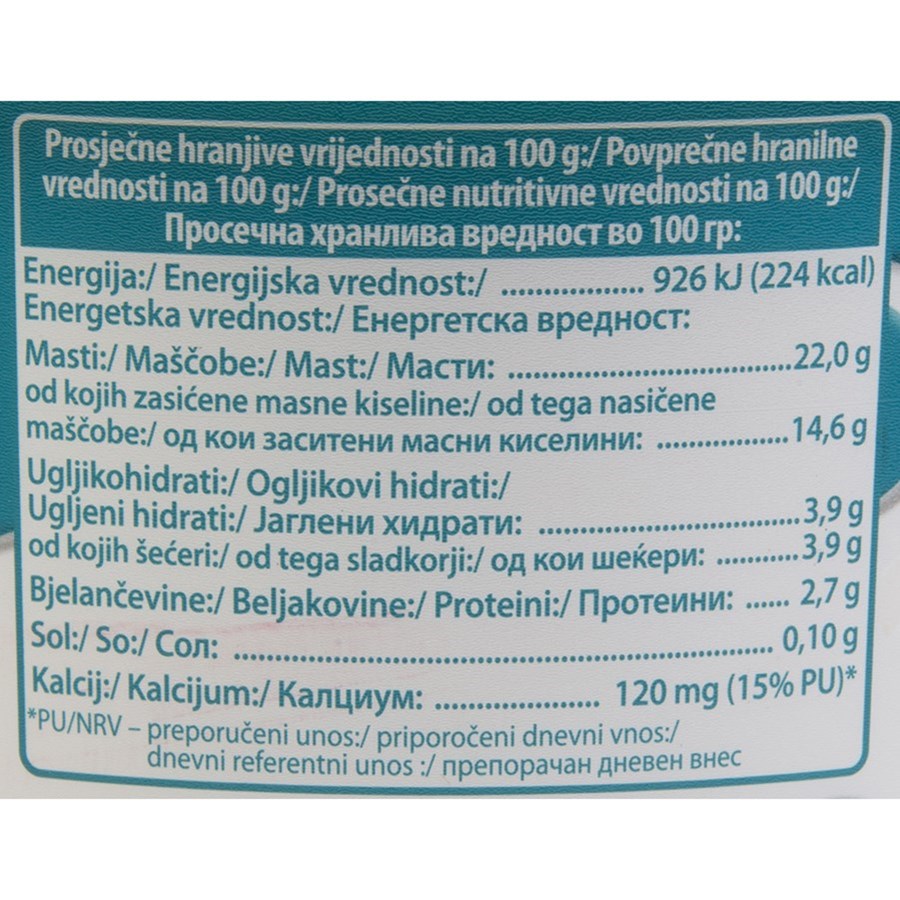 Prosječne hranjive vrijednosti na 100 g:/ Povprečne hranilne
vrednosti na 100 g:/ Prosečne nutritivne vrednosti na 100 g:/
Просечна хранлива вредност во 100 гр:
Energija:/ Energijska vrednost:/ ................ 926 kJ (224 kcal)
Energetska vrednost:/ Енергетска вредност:
Masti:/ Maščobe:/ Mast:/ Масти: ................................22,0 g
od kojih zasićene masne kiseline:/ od tega nasičene
maščobe:/ од кои заситени масни киселини: ...............14,6 g
Ugljikohidrati:/ Ogljikovi hidrati:/
Ugljeni hidrati:/ Јаглени хидрати: ..............................3,9 g
od kojih šećeri:/ od tega sladkorji:/ од кои шеќери: ...........3,9 g
Bjelančevine:/ Beljakovine:/ Proteini:/ Протеини: ...... 2,7 g
Sol:/ So:/ Сол: ............................................................... 0,10 g
Kalcij:/ Kalcijum:/ Калциум: ................... 120 mg (15% PU)*
*PU/NRV – preporučeni unos:/ priporočeni dnevni vnos:/
dnevni referentni unos :/ препорачан дневен внес